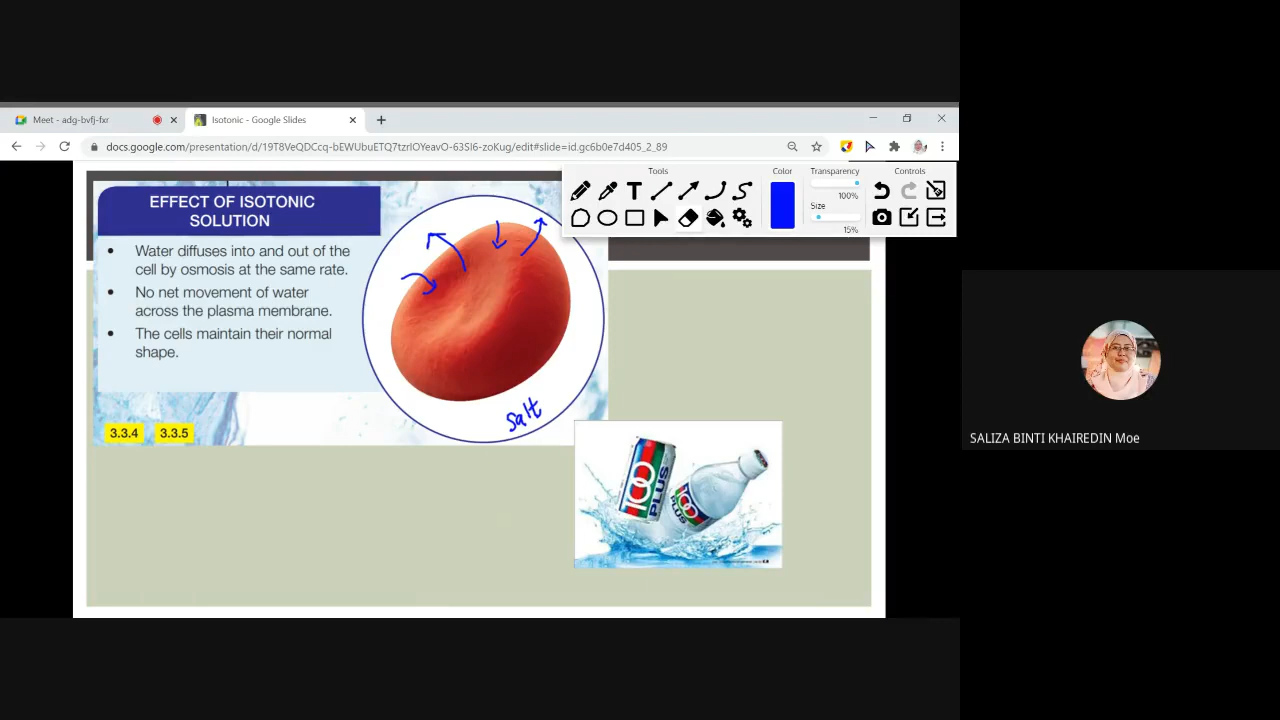 Meet - adg-bvfj-fxr
Isotonic - Google Slides
docs.google.com/presentation/d/19T8VeQDCcq-bEWUbuETQ7tzrIOYeavO-63SI6-zoKug/edit#slide=id.gc6b0e7d405_2_89
Tools
Color
Transparency
Controls
100%
Size
15%
T
EFFECT OF ISOTONIC
SOLUTION
• Water diffuses into and out of the
cell by osmosis at the same rate.
• No net movement of water
across the plasma membrane.
• The cells maintain their normal
shape.
salt
3.3.4 3.3.5
100
PLUS
100
PLUS
SALIZA BINTI KHAIREDIN Moe